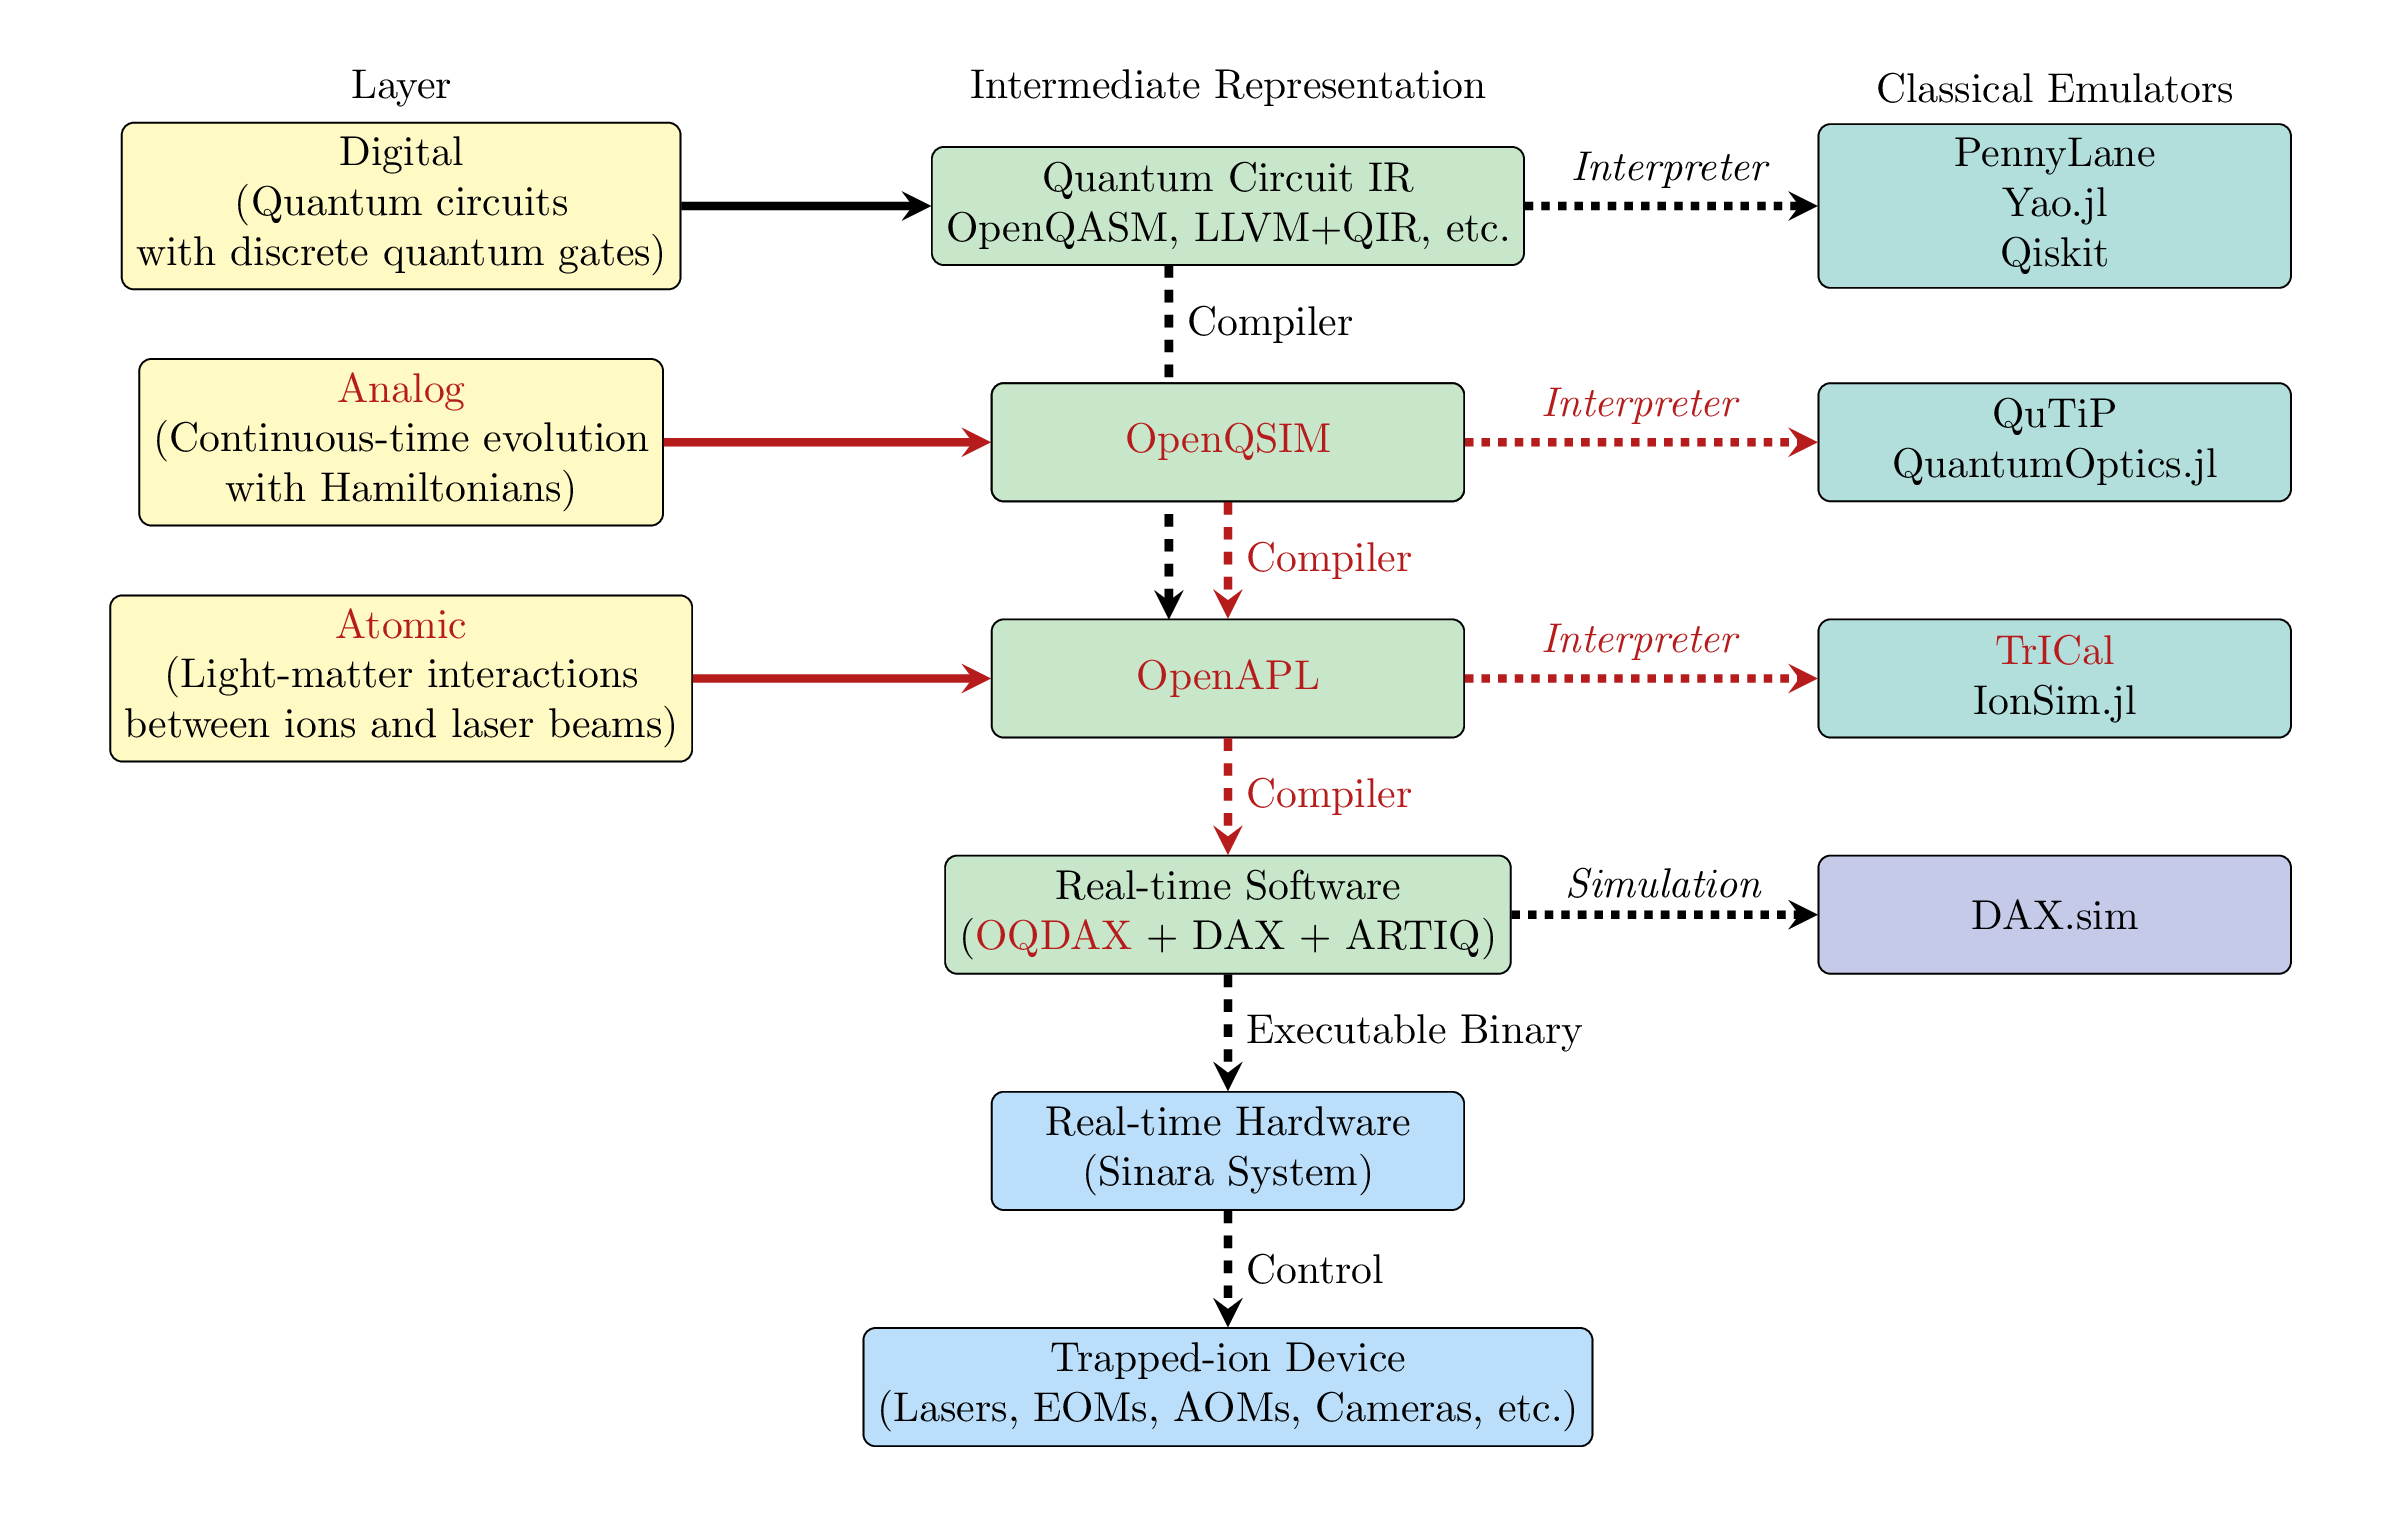 Layer
Intermediate Representation
Classical Emulators
Digital
(Quantum circuits
with discrete quantum gates)
Quantum Circuit IR
OpenQASM, LLVM+QIR, etc.
Interpreter
PennyLane
Yao.jl
Qiskit
Compiler
Analog
(Continuous-time evolution
with Hamiltonians)
OpenQSIM
Interpreter
QuTiP
QuantumOptics.jl
Compiler
Atomic
(Light-matter interactions
between ions and laser beams)
OpenAPL
Interpreter
TrICal
IonSim.jl
Compiler
Real-time Software
(OQDAX + DAX + ARTIQ)
Simulation
DAX.sim
Executable Binary
Real-time Hardware
(Sinara System)
Control
Trapped-ion Device
(Lasers, EOMs, AOMs, Cameras, etc.)